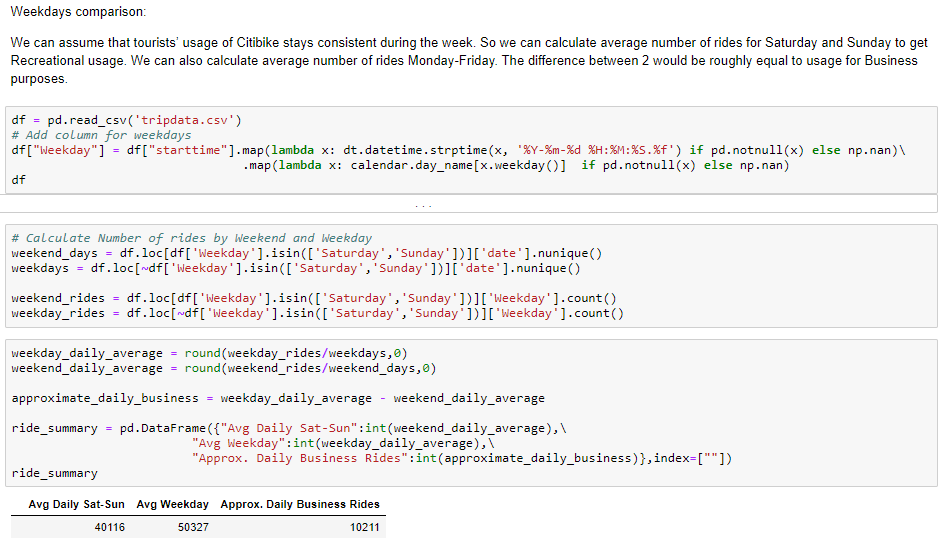 Weekdays comparison:
We can assume that tourists' usage of Citibike stays consistent during the week. So we can calculate average number of rides for Saturday and Sunday to get
Recreational usage. We can also calculate average number of rides Monday-Friday. The difference between 2 would be roughly equal to usage for Business
purposes.
df = pd.read_csv('tripdata.csv')
# Add column for weekdays
df["Weekday"] = df["starttime"].map(lambda x: dt.datetime.strptime(x, '%Y-%m-%d %H:%M:%S.%f') if pd.notnull(x) else np.nan)\
.map(lambda x: calendar.day_name[x.weekday()]  if pd.notnull(x) else np.nan)
df
...
# Calculate Number of rides by Weekend and Weekday
weekend_days = df.loc[df['Weekday'].isin(['Saturday','Sunday'])]['date'].nunique()
weekdays = df.loc[~df['Weekday'].isin(['Saturday','Sunday'])]['date'].nunique()
weekend_rides = df.loc[df['Weekday'].isin(['Saturday','Sunday'])]['Weekday'].count()
weekday_rides = df.loc[~df['Weekday'].isin(['Saturday','Sunday'])]['Weekday'].count()
weekday_daily_average = round(weekday_rides/weekdays,0)
weekend_daily_average = round(weekend_rides/weekend_days,0)
approximate_daily_business = weekday_daily_average - weekend_daily_average
ride_summary = pd.DataFrame({"Avg Daily Sat-Sun":int(weekend_daily_average),\
"Avg Weekday":int(weekday_daily_average),\
"Approx. Daily Business Rides":int(approximate_daily_business)},index=[""])
ride_summary
Avg Daily Sat-Sun Avg Weekday Approx. Daily Business Rides
40116 50327 10211